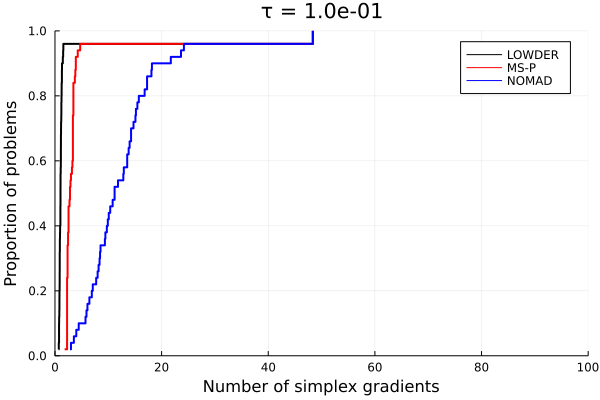 τ = 1.0e-01
Proportion of problems
1.0
0.8
0.6
0.4
0.2
0.0
LOWDER
MS-P
NOMAD
0
20
40
60
80
100
Number of simplex gradients